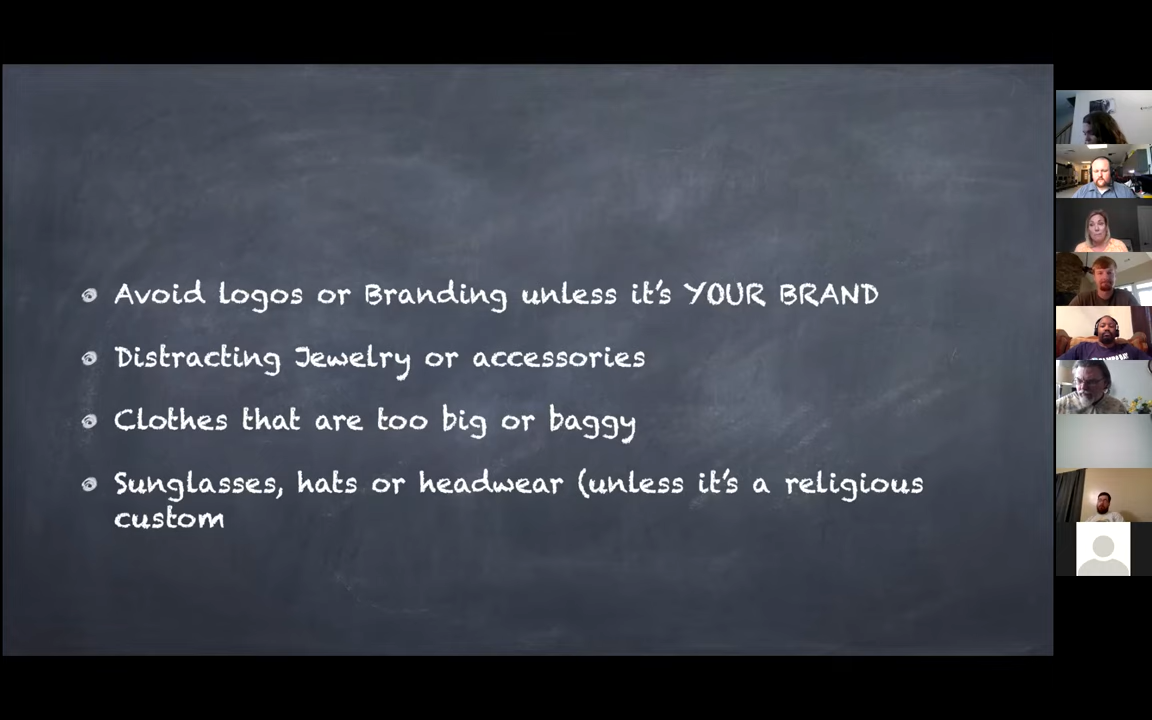 Avoid logos or Branding unless it's YOUR BRAND
Distracting Jewelry or accessories
Clothes that are too big or baggy
Sunglasses, hats or headwear (unless it's a religious
custom